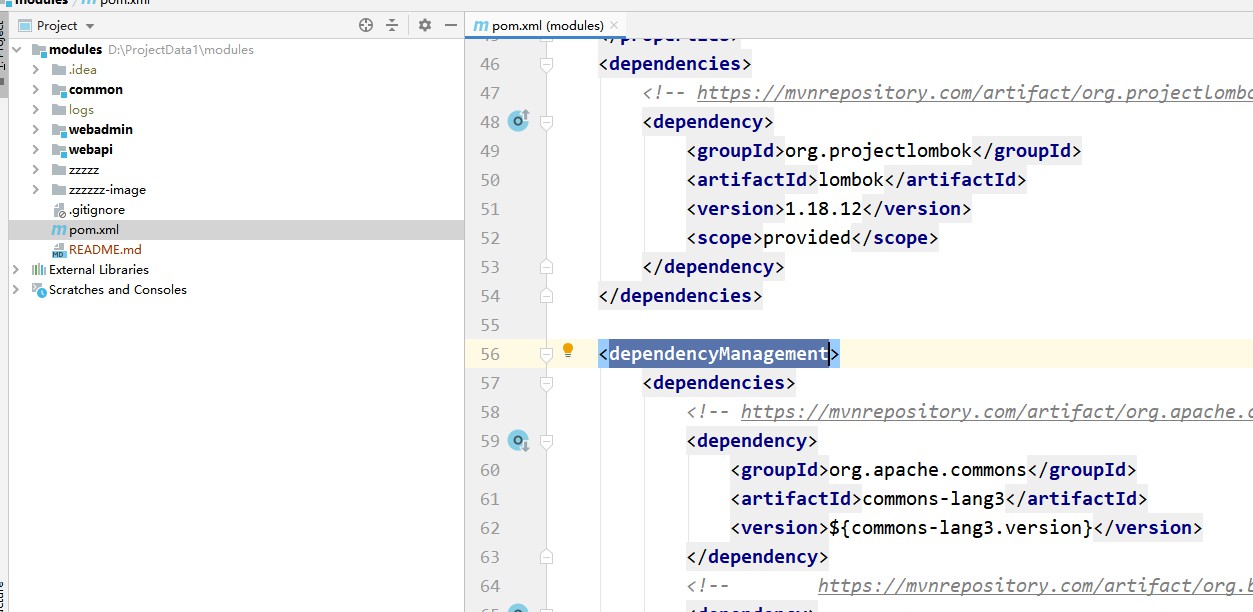 modules pom.xml
Project
modules D:\ProjectData1\modules
.idea
common
logs
webadmin
webapi
zzzzz
zzzzzz-image
.gitignore
pom.xml
README.md
External Libraries
Scratches and Consoles
pom.xml (modules)
45 </properties>
46 <dependencies>
47 <!-- https://mvnrepository.com/artifact/org.projectlombo
48 <dependency>
49 <groupId>org.projectlombok</groupId>
50 <artifactId>lombok</artifactId>
51 <version>1.18.12</version>
52 <scope>provided</scope>
53 </dependency>
54 </dependencies>
55
56 <dependencyManagement>
57 <dependencies>
58 <!-- https://mvnrepository.com/artifact/org.apache.c
59 <dependency>
60 <groupId>org.apache.commons</groupId>
61 <artifactId>commons-lang3</artifactId>
62 <version>${commons-lang3.version}</version>
63 </dependency>
64 <!-- https://mvnrepository.com/artifact/org.b
65 <dependency>